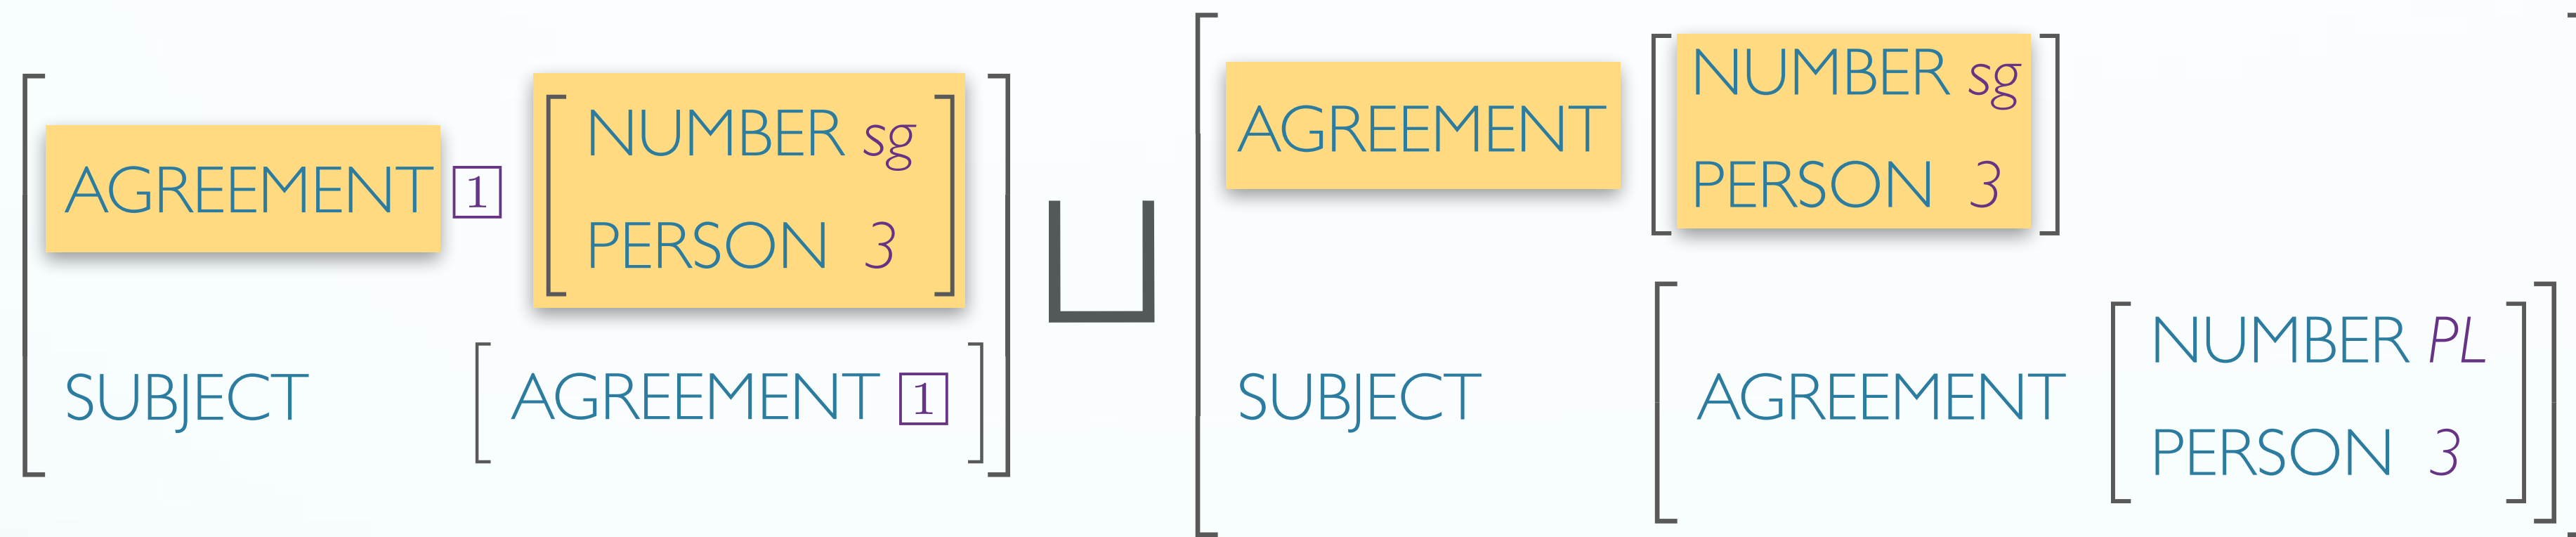 AGREEMENT 1 NUMBER sg
PERSON 3
SUBJECT AGREEMENT 1
⊔
AGREEMENT NUMBER sg
PERSON 3
SUBJECT AGREEMENT NUMBER PL
PERSON 3